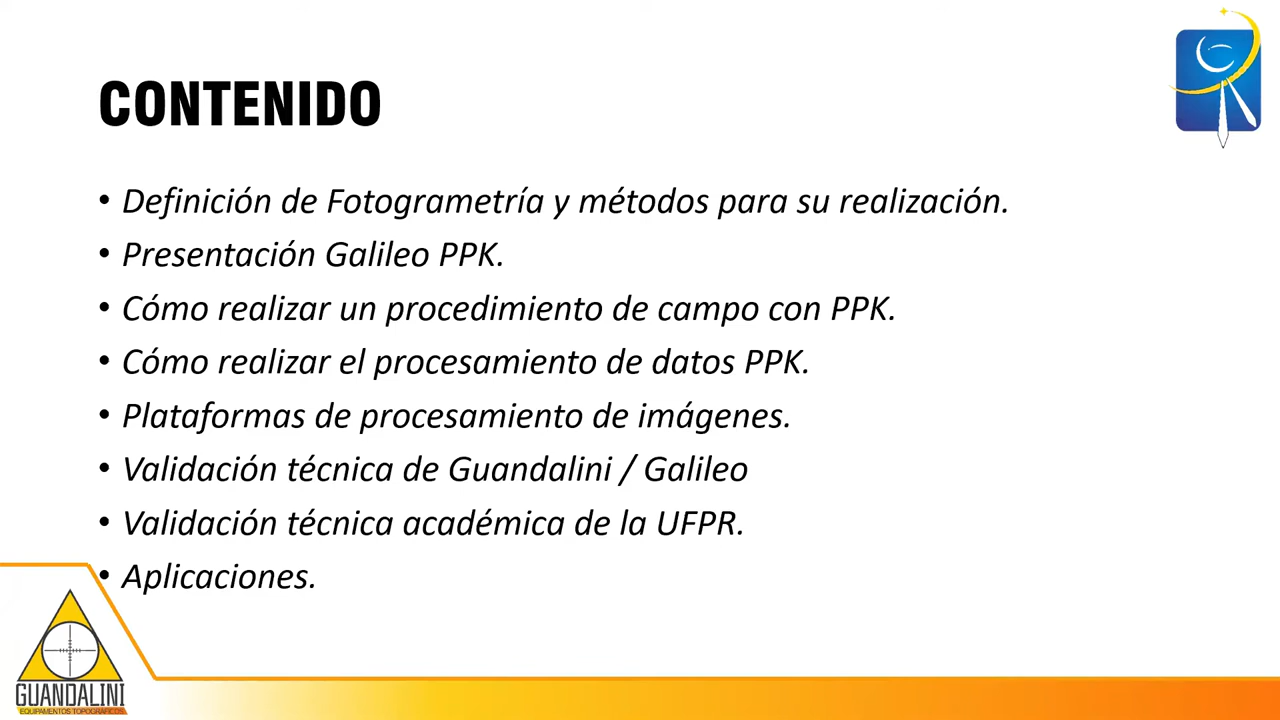 CONTENIDO
• Definición de Fotogrametría y métodos para su realización.
• Presentación Galileo PPK.
• Cómo realizar un procedimiento de campo con PPK.
• Cómo realizar el procesamiento de datos PPK.
• Plataformas de procesamiento de imágenes.
• Validación técnica de Guandalini / Galileo
• Validación técnica académica de la UFPR.
• Aplicaciones.
GUANDALINI
EQUIPAMENTOS TOPOGRÁFICOS